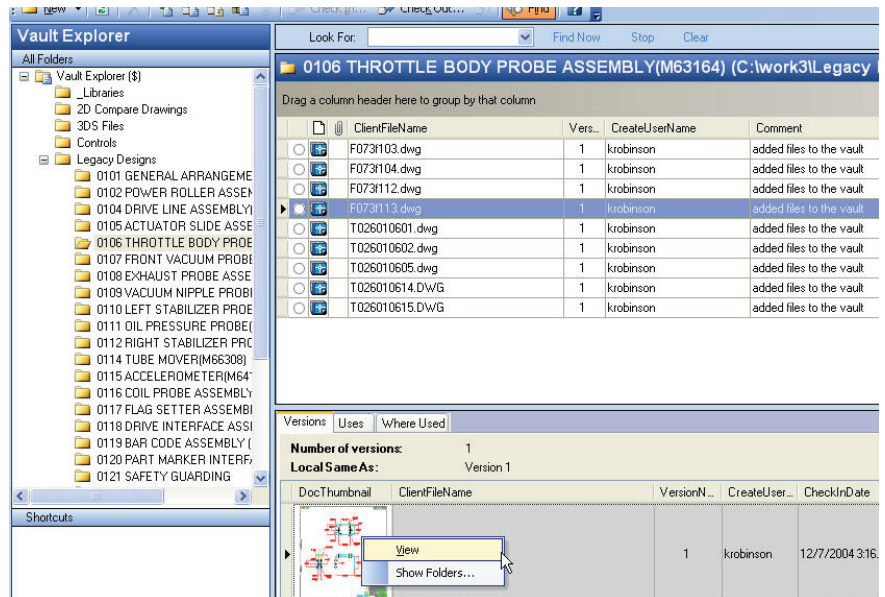 New
Check In...
Check Out...
Find
Vault Explorer
Look For:
Find Now
Stop
Clear
All Folders
Vault Explorer ($)
_Libraries
2D Compare Drawings
3DS Files
Controls
Legacy Designs
0101 GENERAL ARRANGEME
0102 POWER ROLLER ASSEM
0104 DRIVE LINE ASSEMBLY(
0105 ACTUATOR SLIDE ASSE
0106 THROTTLE BODY PROE
0107 FRONT VACUUM PROBE
0108 EXHAUST PROBE ASSE
0109 VACUUM NIPPLE PROBI
0110 LEFT STABILIZER PROE
0111 OIL PRESSURE PROBE(
0112 RIGHT STABILIZER PRC
0114 TUBE MOVER(M66308)
0115 ACCELEROMETER(M64
0116 COIL PROBE ASSEMBLY
0117 FLAG SETTER ASSEMBI
0118 DRIVE INTERFACE ASSI
0119 BAR CODE ASSEMBLY (
0120 PART MARKER INTERF
0121 SAFETY GUARDING
Shortcuts
0106 THROTTLE BODY PROBE ASSEMBLY(M63164) (C:\work3\Legacy
Drag a column header here to group by that column
ClientFileName Vers... CreateUserName Comment
F073f103.dwg 1 krobinson added files to the vault
F073f104.dwg 1 krobinson added files to the vault
F073f112.dwg 1 krobinson added files to the vault
F073f113.dwg 1 krobinson added files to the vault
T026010601.dwg 1 krobinson added files to the vault
T026010602.dwg 1 krobinson added files to the vault
T026010605.dwg 1 krobinson added files to the vault
T026010614.DWG 1 krobinson added files to the vault
T026010615.DWG 1 krobinson added files to the vault
Versions Uses Where Used
Number of versions: 1
Local Same As: Version 1
DocThumbnail ClientFileName VersionN... CreateUser... CheckInDate
1 krobinson 12/7/2004 3:16.
View
Show Folders...